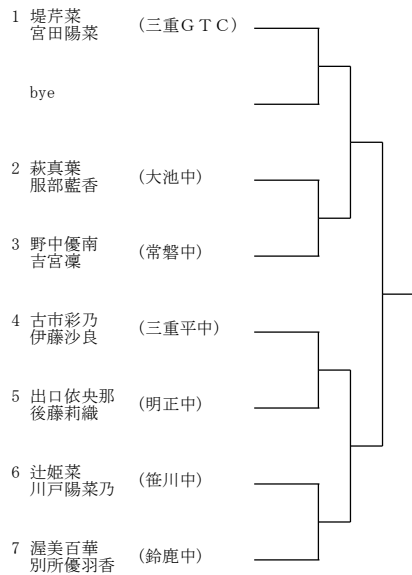 1 堤芹菜 (三重ＧＴＣ)
宮田陽菜
bye
2 萩真葉 (大池中)
服部藍香
3 野中優南 (常磐中)
吉宮凜
4 古市彩乃 (三重平中)
伊藤沙良
5 出口依央那 (明正中)
後藤莉織
6 辻姫菜 (笹川中)
川戸陽菜乃
7 渥美百華 (鈴鹿中)
別所優羽香